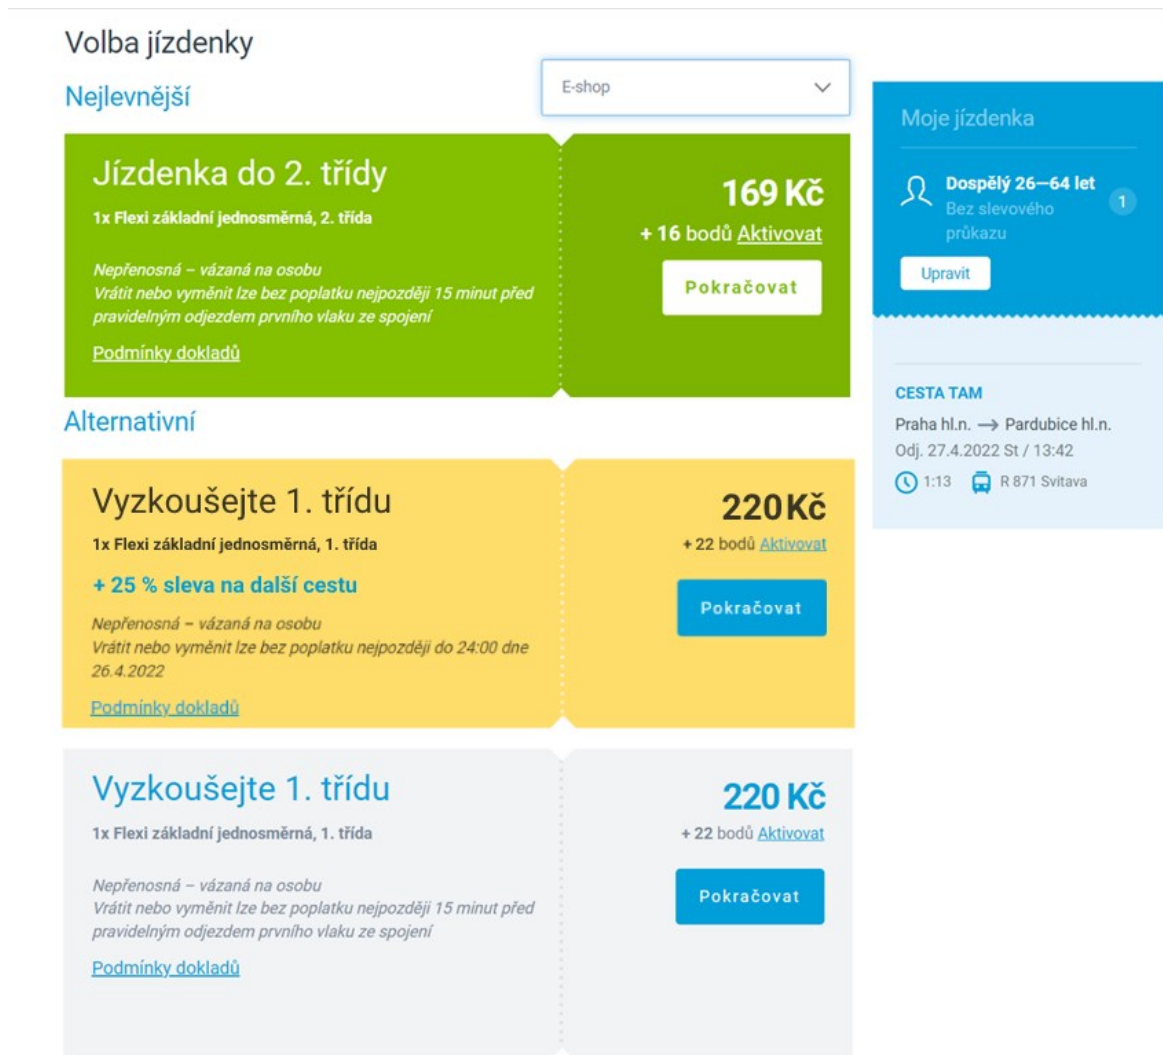 Volba jízdenky
Nejlevnější
E-shop
Jízdenka do 2. třídy
1x Flexi základní jednosměrná, 2. třída
Nepřenosná – vázaná na osobu
Vrátit nebo vyměnit lze bez poplatku nejpozději 15 minut před
pravidelným odjezdem prvního vlaku ze spojení
Podmínky dokladů
169 Kč
+ 16 bodů Aktivovat
Pokračovat
Alternativní
Vyzkoušejte 1. třídu
1x Flexi základní jednosměrná, 1. třída
+ 25 % sleva na další cestu
Nepřenosná – vázaná na osobu
Vrátit nebo vyměnit lze bez poplatku nejpozději do 24:00 dne
26.4.2022
Podmínky dokladů
220 Kč
+ 22 bodů Aktivovat
Pokračovat
Vyzkoušejte 1. třídu
1x Flexi základní jednosměrná, 1. třída
Nepřenosná – vázaná na osobu
Vrátit nebo vyměnit lze bez poplatku nejpozději 15 minut před
pravidelným odjezdem prvního vlaku ze spojení
Podmínky dokladů
220 Kč
+ 22 bodů Aktivovat
Pokračovat
Moje jízdenka
Dospělý 26—64 let
Bez slevového
průkazu
1
Upravit
CESTA TAM
Praha hl.n. → Pardubice hl.n.
Odj. 27.4.2022 St / 13:42
1:13 R 871 Svitava